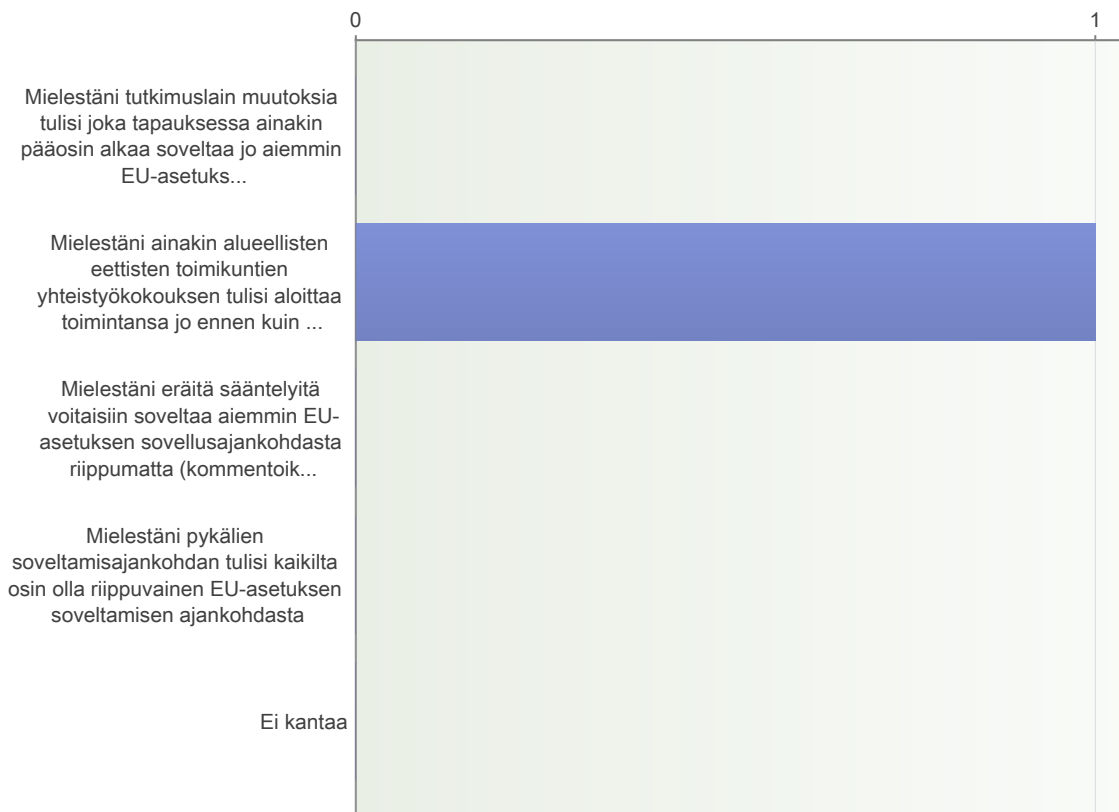 0 1
Mielestäni tutkimuslain muutoksia
tulisi joka tapauksessa ainakin
pääosin alkaa soveltaa jo aiemmin
EU-asetuks...
Mielestäni ainakin alueellisten
eettisten toimikuntien
yhteistyökokouksen tulisi aloittaa
toimintansa jo ennen kuin ...
Mielestäni eräitä sääntelyitä
voitaisiin soveltaa aiemmin EU-
asetuksen sovellusajankohdasta
riippumatta (kommentoik...
Mielestäni pykälien
soveltamisajankohdan tulisi kaikilta
osin olla riippuvainen EU-asetuksen
soveltamisen ajankohdasta
Ei kantaa